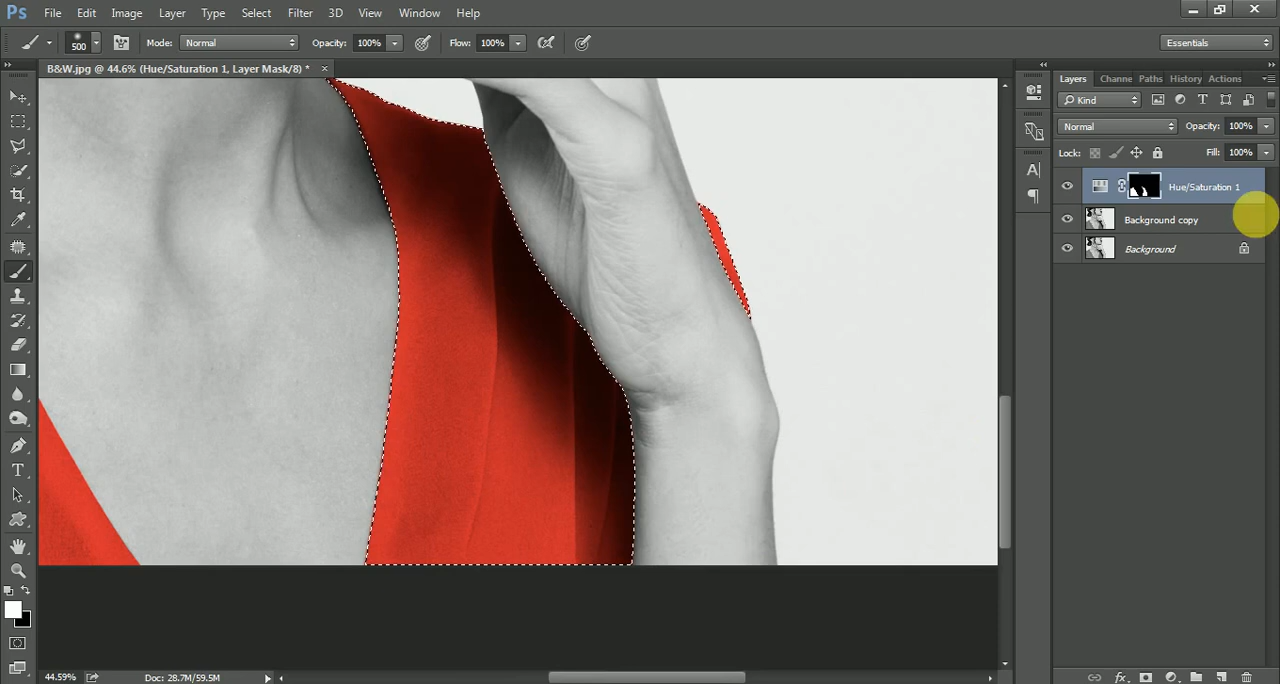 Ps File Edit Image Layer Type Select Filter 3D View Window Help
500 Mode: Normal Opacity: 100% Flow: 100% Essentials
B&W.jpg @ 44.6% (Hue/Saturation 1, Layer Mask/8) * ×
Layers Channe Paths History Actions
Kind
Normal Opacity: 100%
Lock: Fill: 100%
Hue/Saturation 1
Background copy
Background
44.59% Doc: 28.7M/59.5M